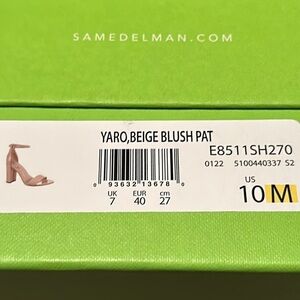 SAMEDELMAN.COM
YARO,BEIGE BLUSH PAT
E8511SH270
0122 5100440337 S2
0 93632 13678 0
UK EUR cm
7 40 27
US
10 M